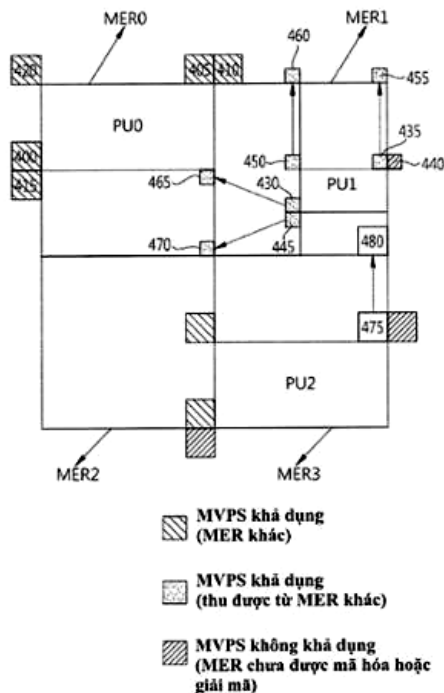 MER0 MER1
460
420 405 410 455
PU0 435
400 450 440
430 PU1
415 465
470 445 480
475
PU2
MER2 MER3
MVPS khả dụng
(MER khác)
MVPS khả dụng
(thu được từ MER khác)
MVPS không khả dụng
(MER chưa được mã hóa hoặc
giải mã)